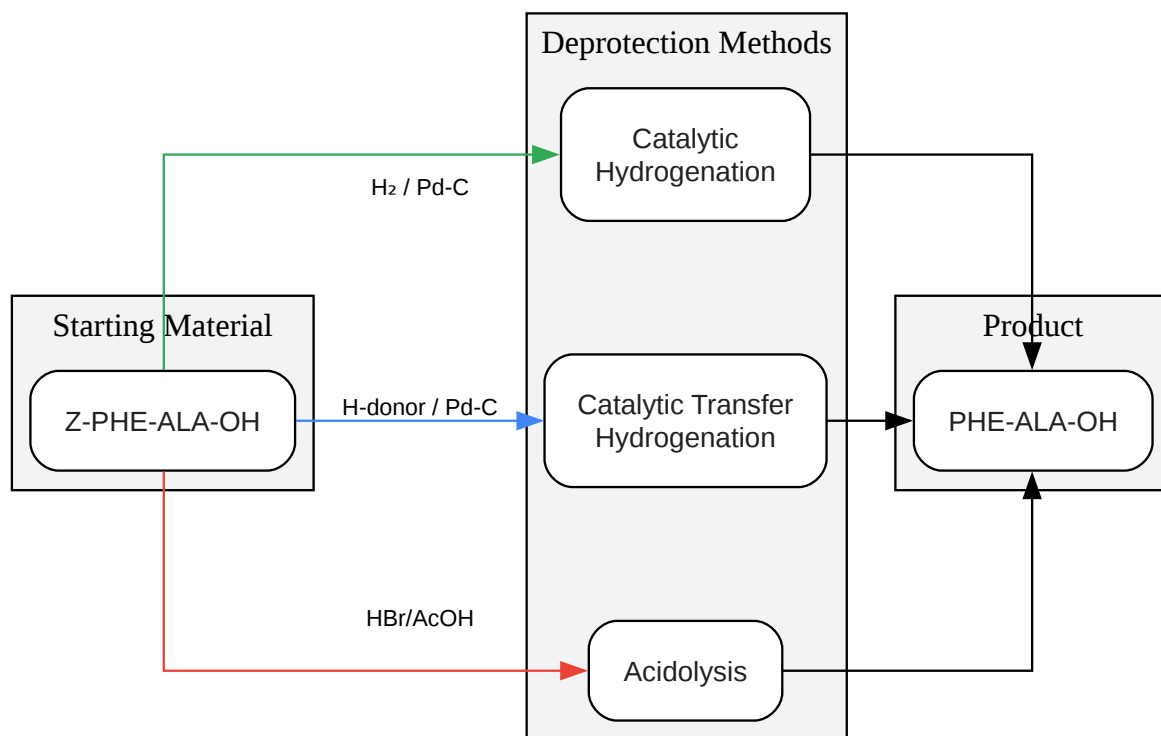 Deprotection Methods
Catalytic
Hydrogenation
H₂ / Pd-C
Starting Material
Z-PHE-ALA-OH
H-donor / Pd-C
Catalytic Transfer
Hydrogenation
Product
PHE-ALA-OH
HBr/AcOH
Acidolysis